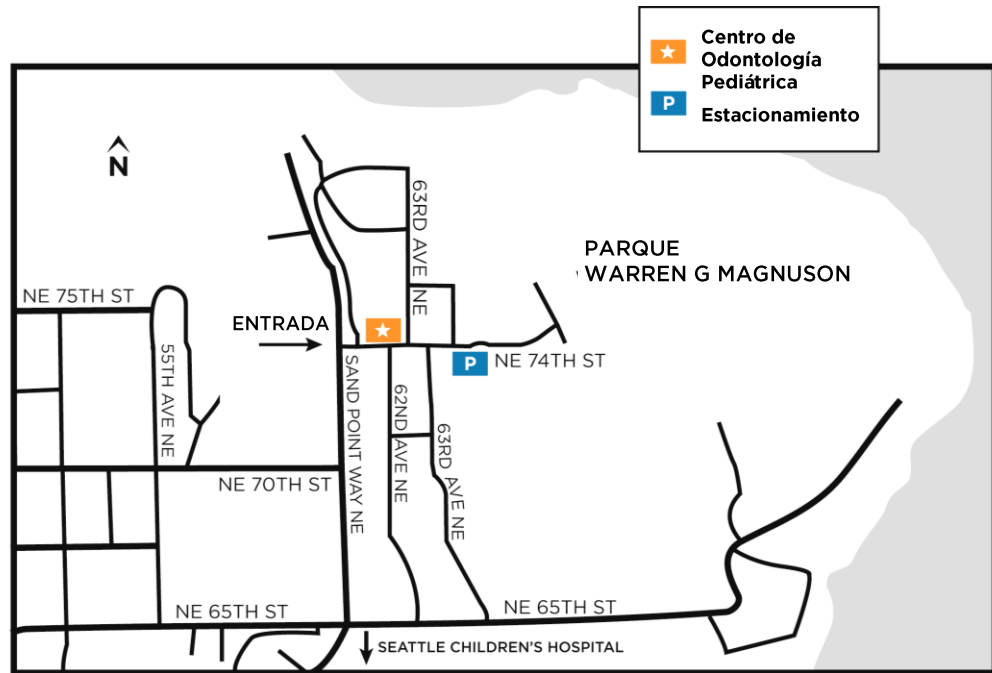 Centro de
Odontología
Pediátrica
P
Estacionamiento
N
63RD AVE NE
PARQUE
WARREN G MAGNUSON
NE 75TH ST
ENTRADA
P
NE 74TH ST
55TH AVE NE
SAND POINT WAY NE
62ND AVE NE
63RD AVE NE
NE 70TH ST
NE 65TH ST
NE 65TH ST
SEATTLE CHILDREN'S HOSPITAL